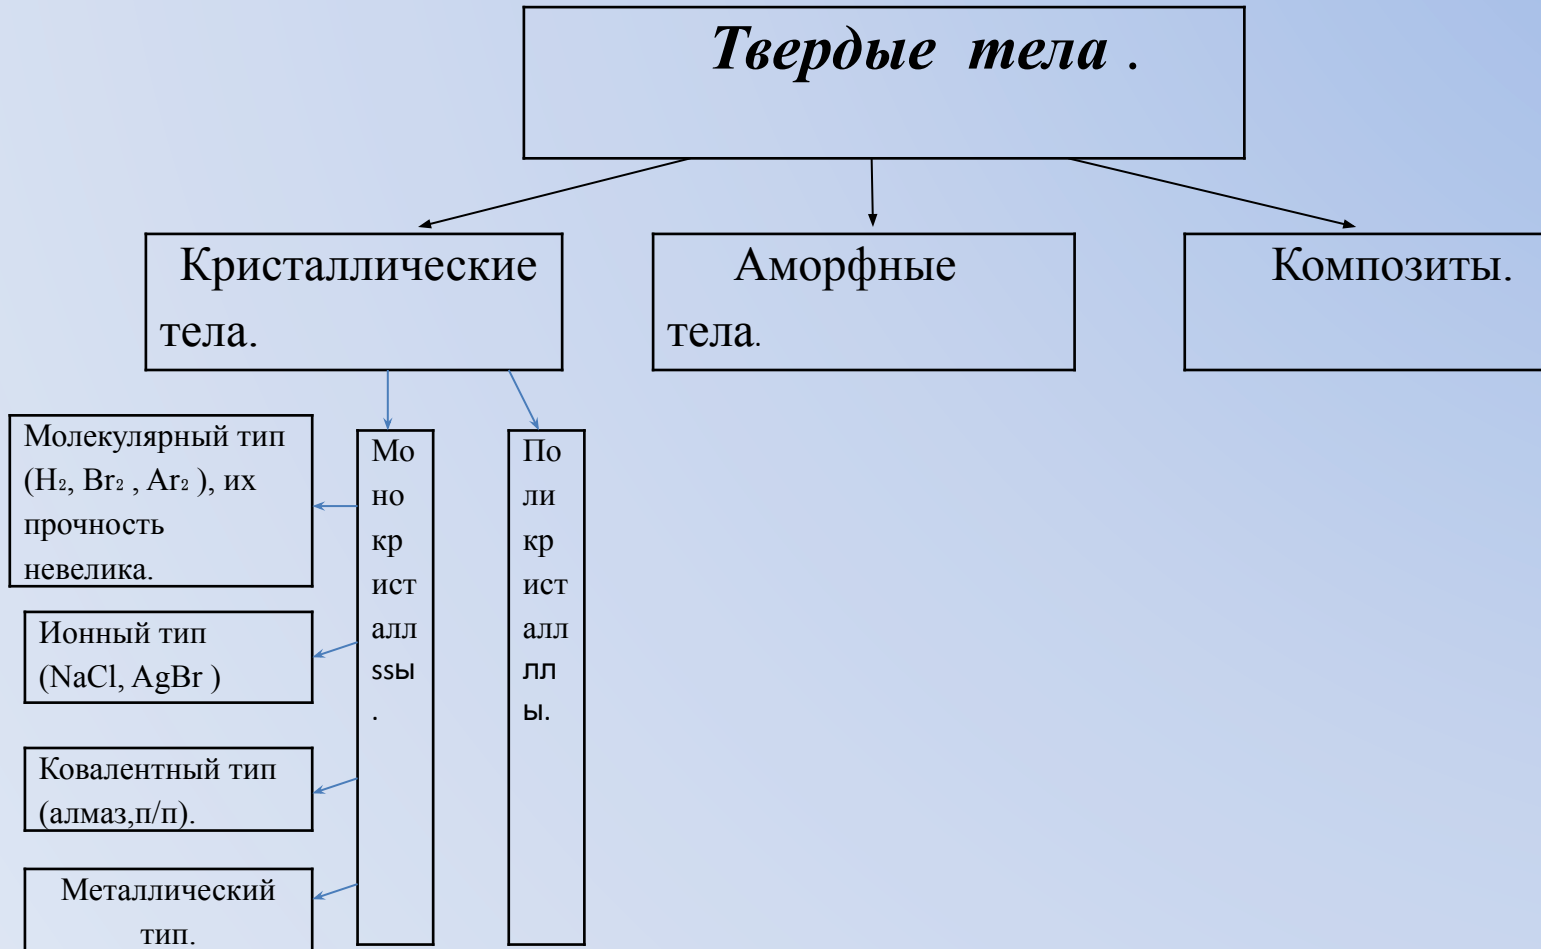 Твердые тела .
Кристаллические
тела.
Аморфные
тела.
Композиты.
Молекулярный тип
(H₂, Br₂ , Ar₂ ), их
прочность
невелика.
Ионный тип
(NaCl, AgBr )
Ковалентный тип
(алмаз,п/п).
Металлический
тип.
Мо
но
кр
ист
алл
ssы
.
По
ли
кр
ист
алл
лл
ы.